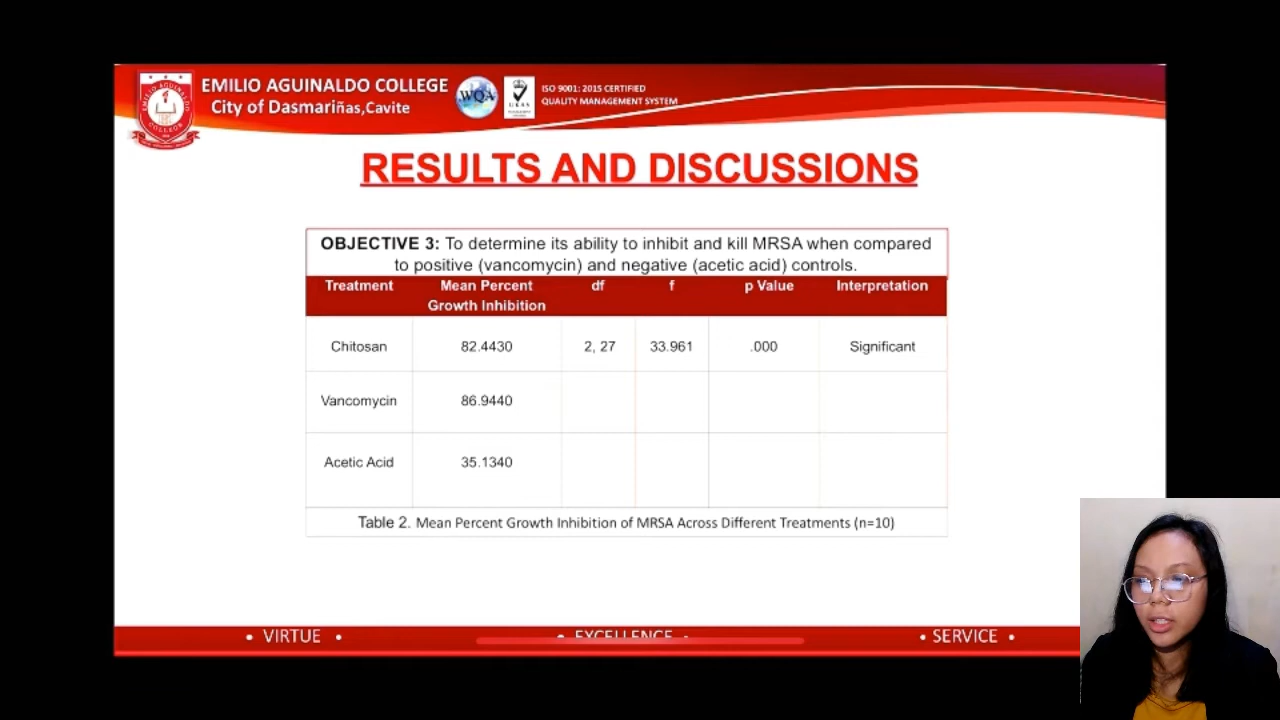 EMILIO AGUINALDO COLLEGE
City of Dasmariñas,Cavite
WQA
UKAS
ISO 9001: 2015 CERTIFIED
QUALITY MANAGEMENT SYSTEM
RESULTS AND DISCUSSIONS
OBJECTIVE 3: To determine its ability to inhibit and kill MRSA when compared
to positive (vancomycin) and negative (acetic acid) controls.
Treatment Mean Percent df f p Value Interpretation
Growth Inhibition
Chitosan 82.4430 2, 27 33.961 .000 Significant
Vancomycin 86.9440
Acetic Acid 35.1340
Table 2. Mean Percent Growth Inhibition of MRSA Across Different Treatments (n=10)
• VIRTUE • • EXCELLENCE • • SERVICE •